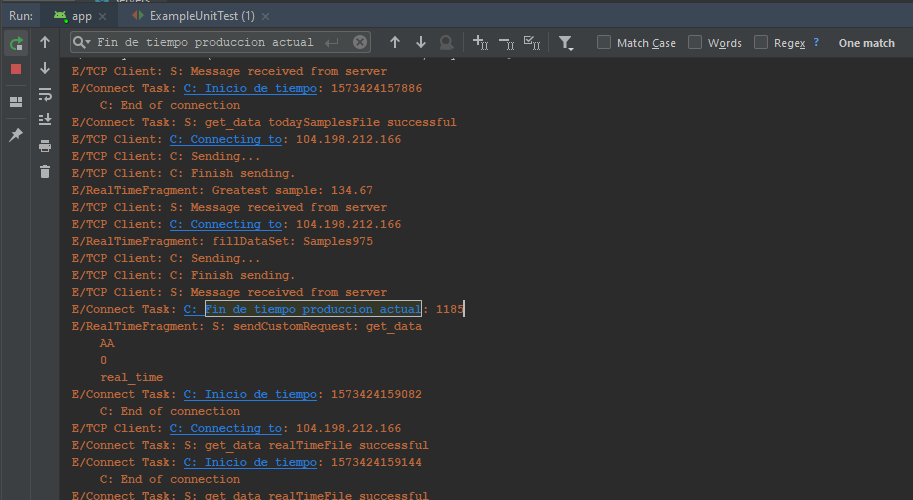 Run: app × ExampleUnitTest (1) ×
Fin de tiempo produccion actual Match Case Words Regex ? One match
E/TCP Client: S: Message received from server
E/Connect Task: C: Inicio de tiempo: 1573424157886
C: End of connection
E/Connect Task: S: get_data todaySamplesFile successful
E/TCP Client: C: Connecting to: 104.198.212.166
E/TCP Client: C: Sending...
E/TCP Client: C: Finish sending.
E/RealTimeFragment: Greatest sample: 134.67
E/TCP Client: S: Message received from server
E/TCP Client: C: Connecting to: 104.198.212.166
E/RealTimeFragment: fillDataSet: Samples975
E/TCP Client: C: Sending...
E/TCP Client: C: Finish sending.
E/TCP Client: S: Message received from server
E/Connect Task: C: Fin de tiempo produccion actual: 1185
E/RealTimeFragment: S: sendCustomRequest: get_data
AA
0
real_time
E/Connect Task: C: Inicio de tiempo: 1573424159082
C: End of connection
E/TCP Client: C: Connecting to: 104.198.212.166
E/Connect Task: S: get_data realTimeFile successful
E/Connect Task: C: Inicio de tiempo: 1573424159144
C: End of connection
E/Connect Task: S: get data realTimeFile successful